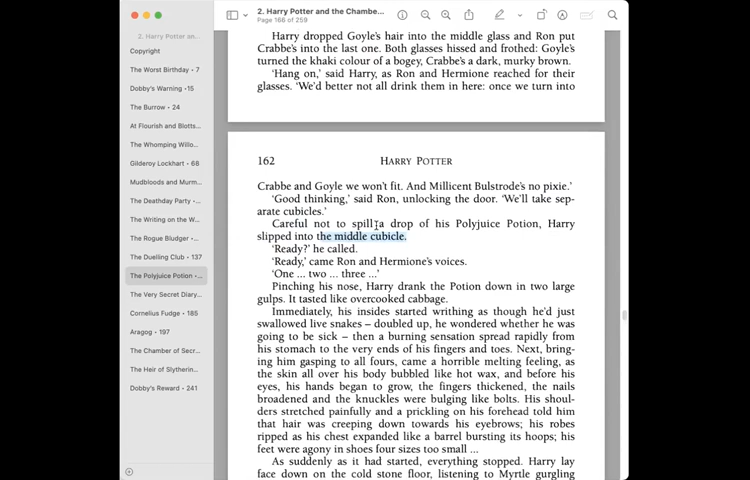 2. Harry Potter and the Chambe...
Page 166 of 259
2. Harry Potter an...
Copyright
The Worst Birthday • 7
Dobby's Warning •15
The Burrow • 24
At Flourish and Blotts...
The Whomping Willo...
Gilderoy Lockhart • 68
Mudbloods and Murm...
The Deathday Party, •...
The Writing on the W...
The Rogue Bludger •...
The Duelling Club • 137
The Polyjuice Potion •...
The Very Secret Diary...
Cornelius Fudge • 185
Aragog • 197
The Chamber of Secr...
The Heir of Slytherin...
Dobby's Reward • 241
Harry dropped Goyle's hair into the middle glass and Ron put
Crabbe's into the last one. Both glasses hissed and frothed: Goyle's
turned the khaki colour of a bogey, Crabbe's a dark, murky brown.
'Hang on,' said Harry, as Ron and Hermione reached for their
glasses. 'We'd better not all drink them in here: once we turn into
162 HARRY POTTER
Crabbe and Goyle we won't fit. And Millicent Bulstrode's no pixie.'
'Good thinking,' said Ron, unlocking the door. 'We'll take sep-
arate cubicles.'
Careful not to spill a drop of his Polyjuice Potion, Harry
slipped into the middle cubicle.
'Ready?' he called.
'Ready,' came Ron and Hermione's voices.
'One ... two ... three ...'
Pinching his nose, Harry drank the Potion down in two large
gulps. It tasted like overcooked cabbage.
Immediately, his insides started writhing as though he'd just
swallowed live snakes – doubled up, he wondered whether he was
going to be sick – then a burning sensation spread rapidly from
his stomach to the very ends of his fingers and toes. Next, bring-
ing him gasping to all fours, came a horrible melting feeling, as
the skin all over his body bubbled like hot wax, and before his
eyes, his hands began to grow, the fingers thickened, the nails
broadened and the knuckles were bulging like bolts. His shoul-
ders stretched painfully and a prickling on his forehead told him
that hair was creeping down towards his eyebrows; his robes
ripped as his chest expanded like a barrel bursting its hoops; his
feet were agony in shoes four sizes too small ...
As suddenly as it had started, everything stopped. Harry lay
face down on the cold stone floor, listening to Myrtle gurgling